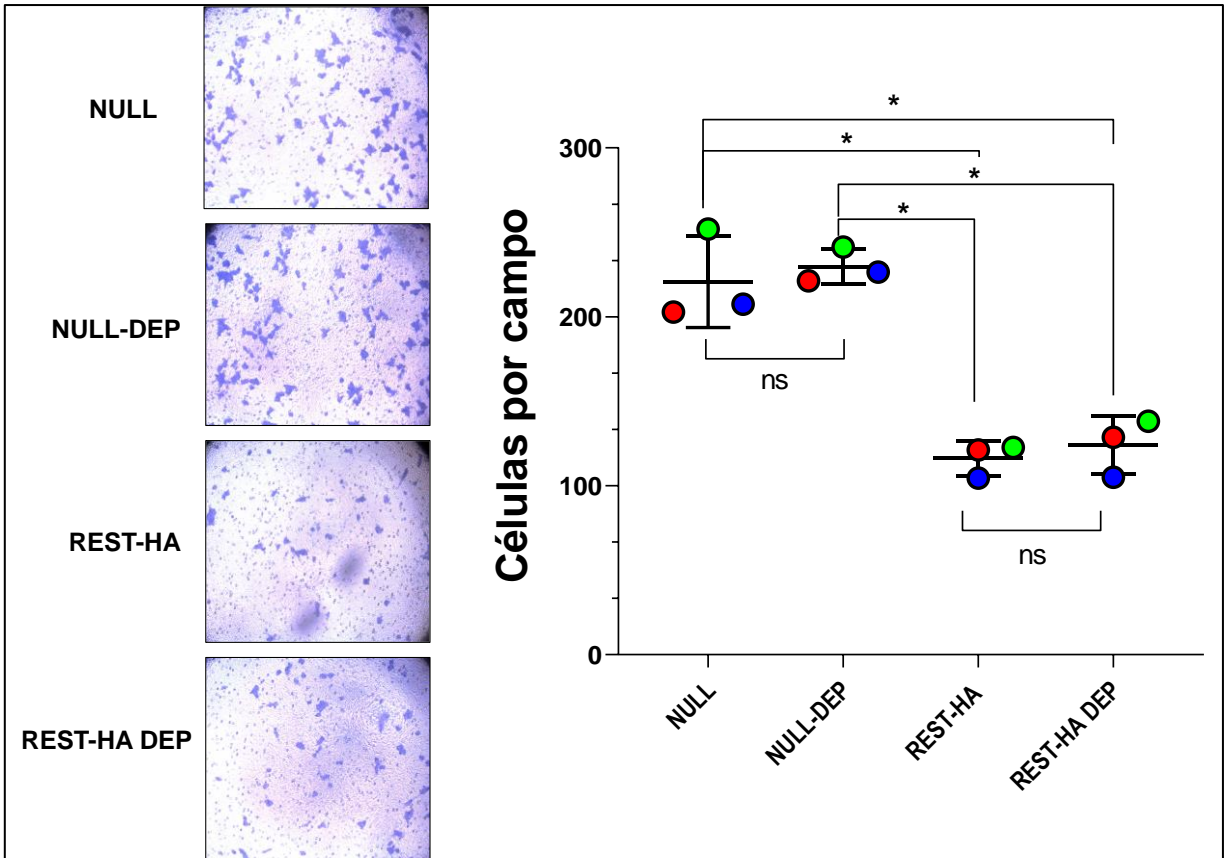 NULL
NULL-DEP
REST-HA
REST-HA DEP
Células por campo
300
200
100
0
*
*
*
*
ns
ns
NULL
NULL-DEP
REST-HA
REST-HA DEP